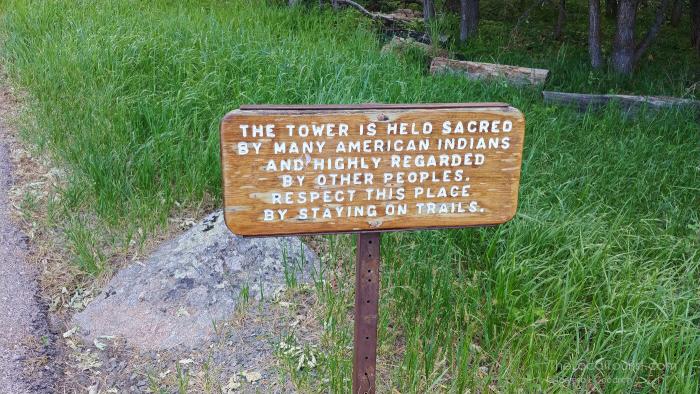 THE TOWER IS HELD SACRED
BY MANY AMERICAN INDIANS
AND HIGHLY REGARDED
BY OTHER PEOPLES.
RESPECT THIS PLACE
BY STAYING ON TRAILS.